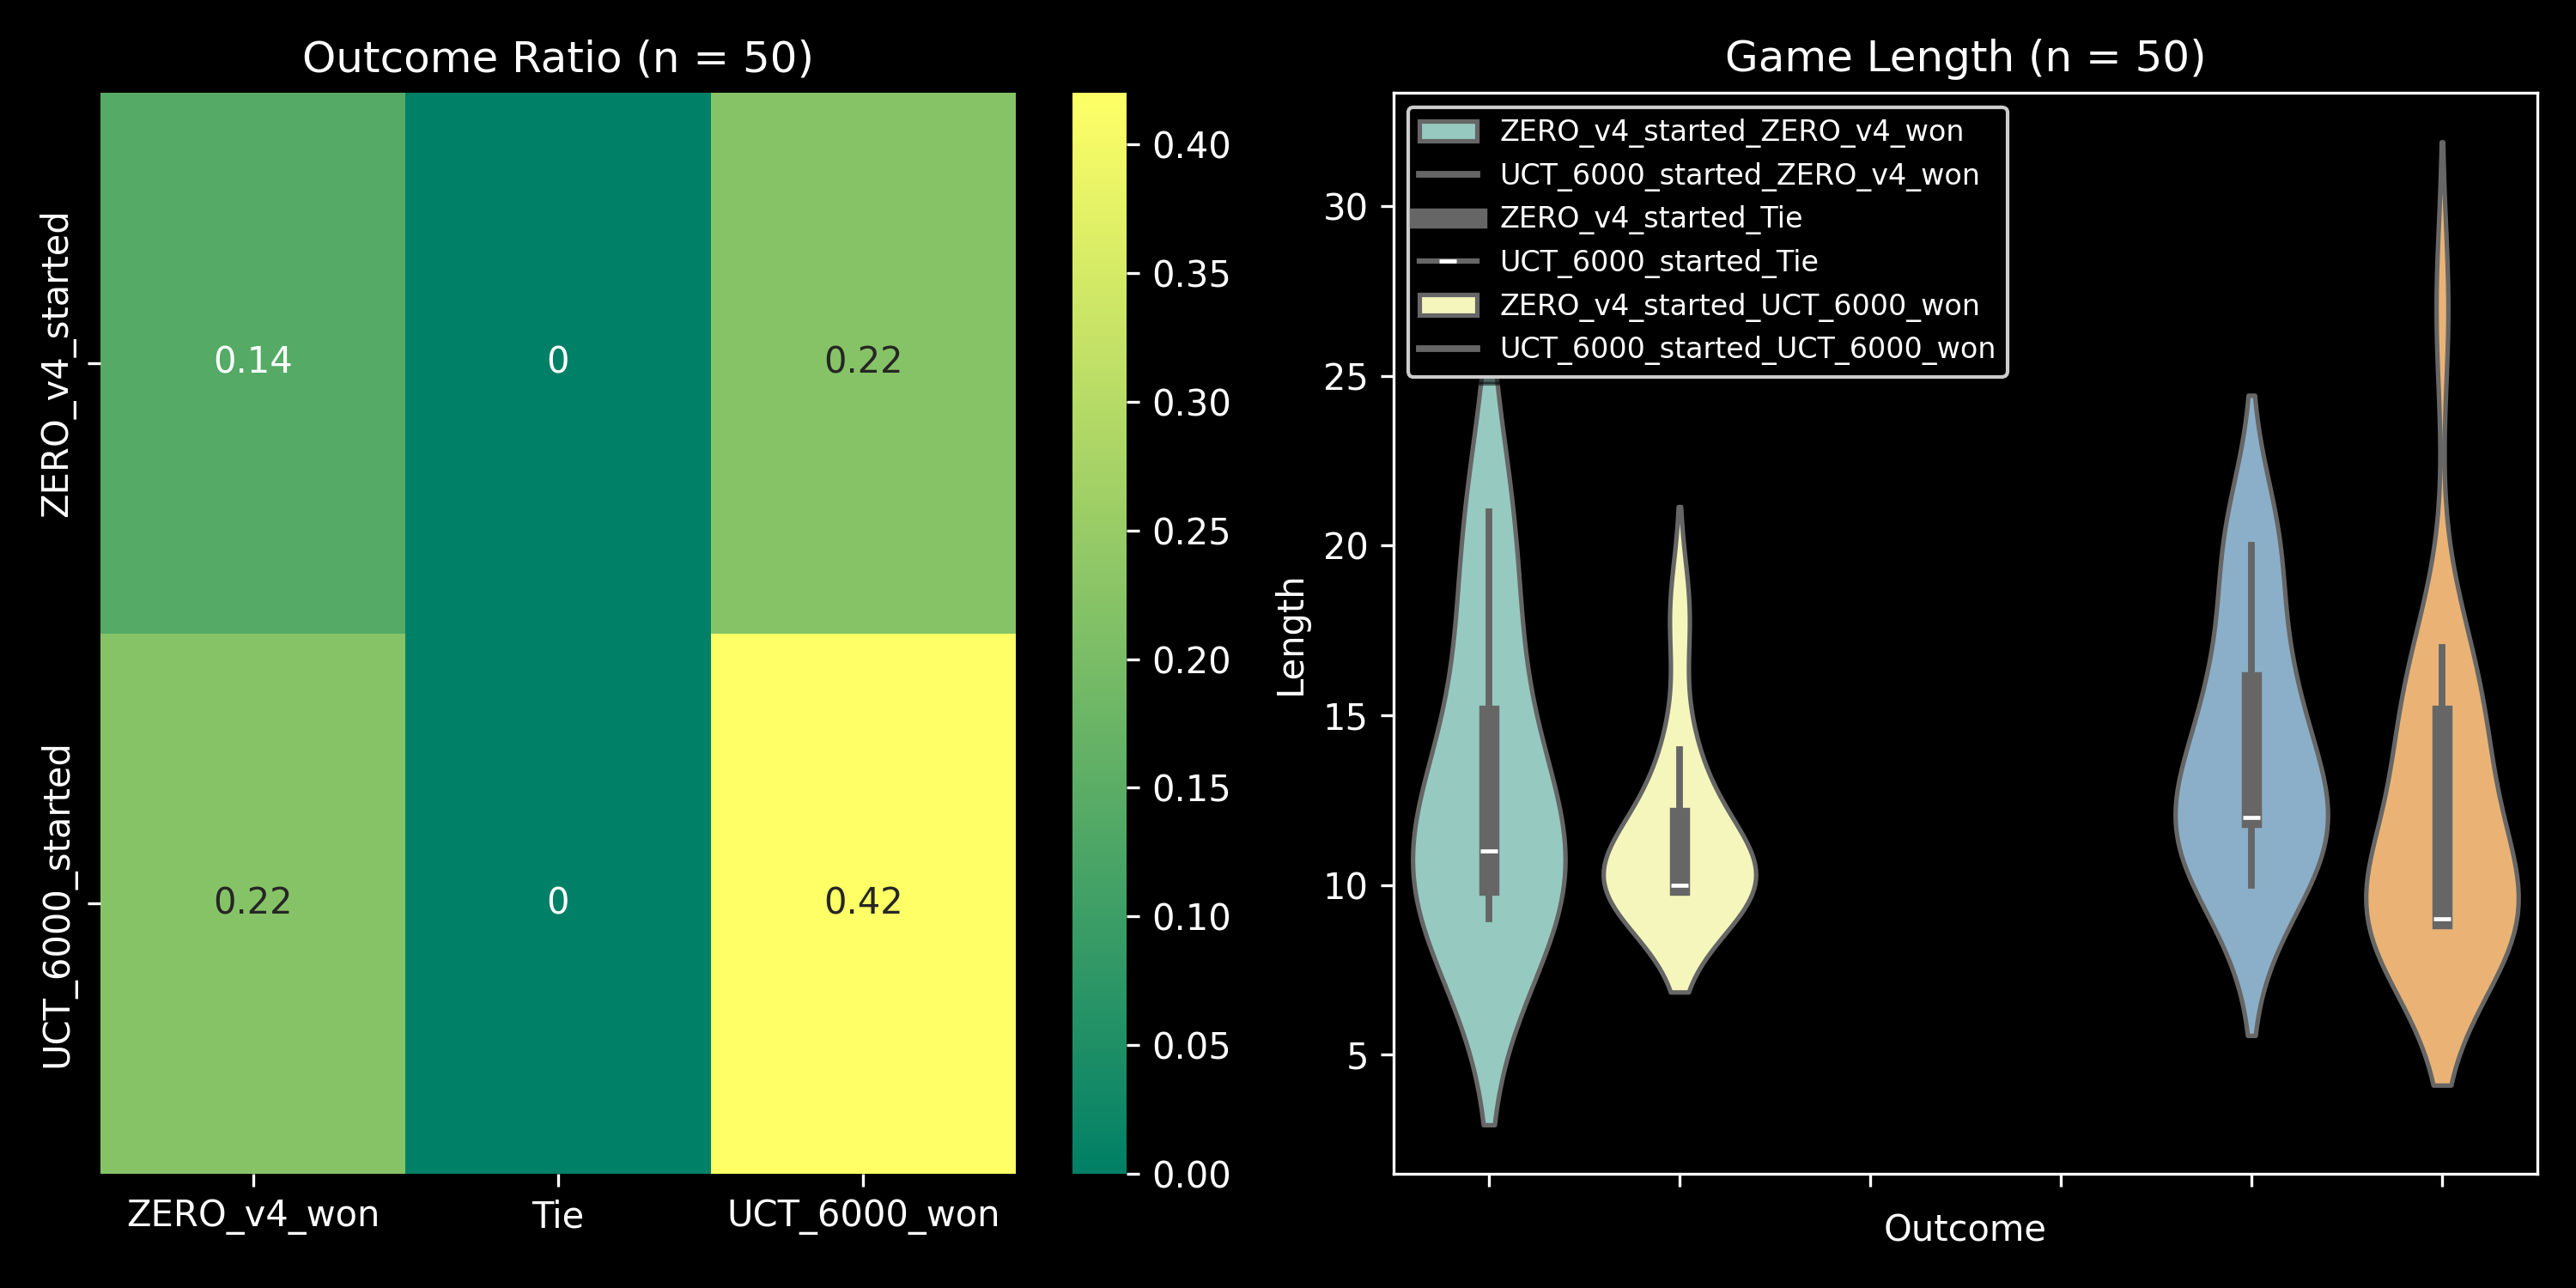 Outcome Ratio (n = 50)
ZERO_v4_started
UCT_6000_started
0.14
0
0.22
0.22
0
0.42
ZERO_v4_won
Tie
UCT_6000_won
0.40
0.35
0.30
0.25
0.20
0.15
0.10
0.05
0.00
Game Length (n = 50)
ZERO_v4_started_ZERO_v4_won
UCT_6000_started_ZERO_v4_won
ZERO_v4_started_Tie
UCT_6000_started_Tie
ZERO_v4_started_UCT_6000_won
UCT_6000_started_UCT_6000_won
Length
30
25
20
15
10
5
Outcome